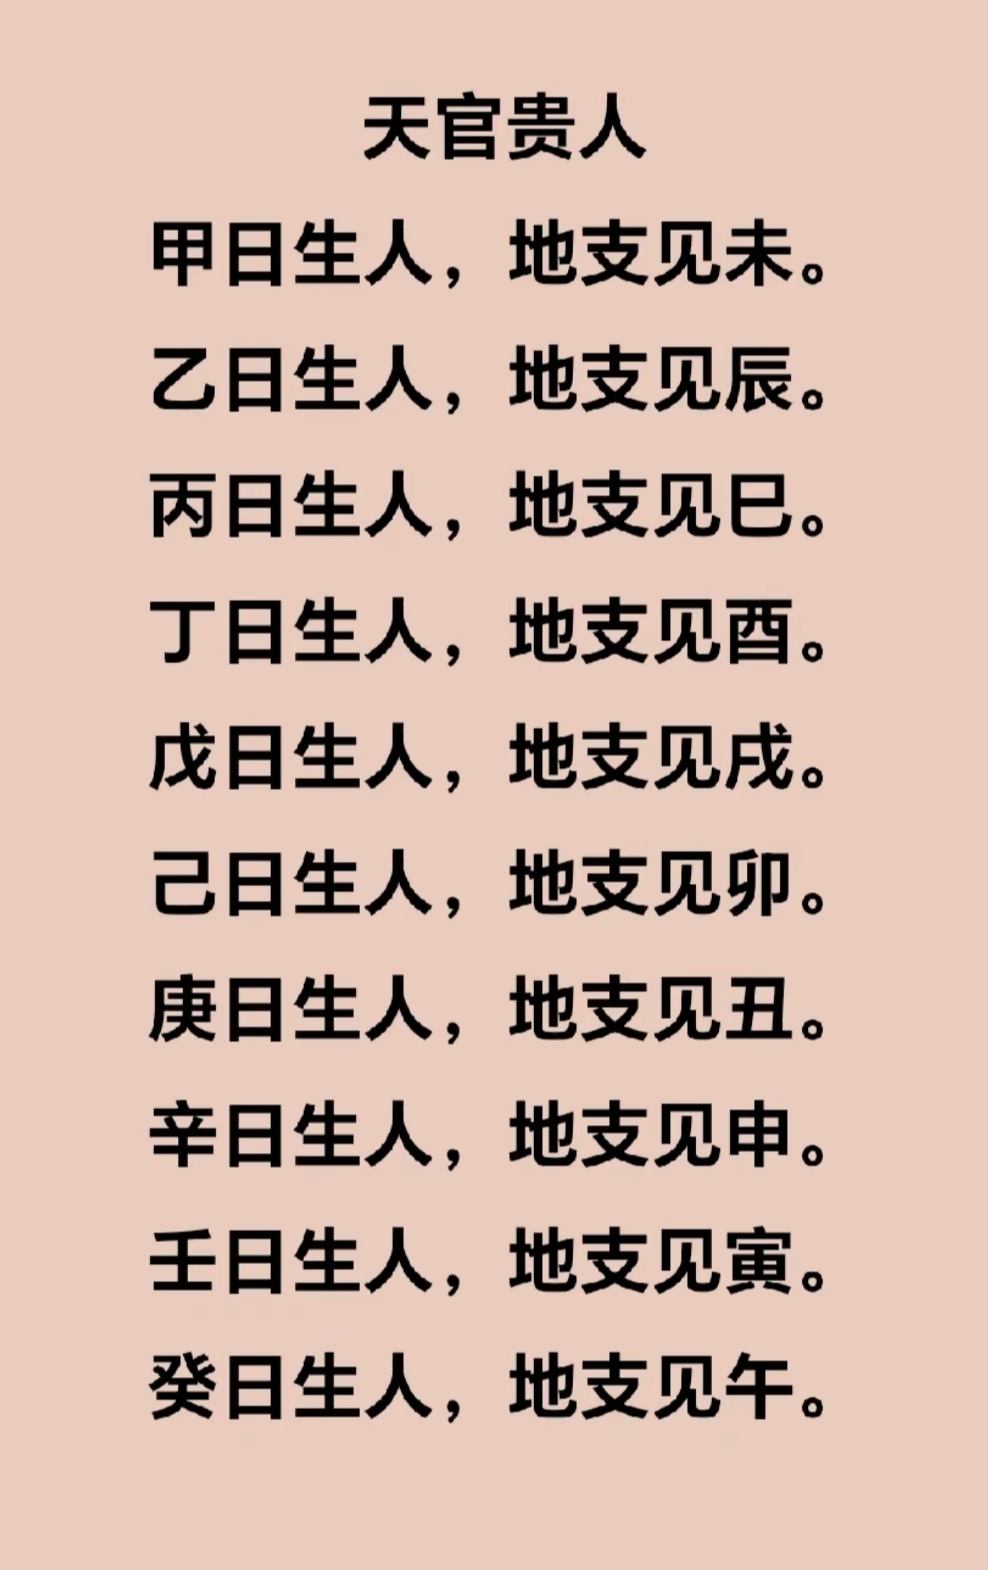 天官贵人
甲日生人，地支见未。
乙日生人，地支见辰。
丙日生人，地支见巳。
丁日生人，地支见酉。
戊日生人，地支见戌。
己日生人，地支见卯。
庚日生人，地支见丑。
辛日生人，地支见申。
壬日生人，地支见寅。
癸日生人，地支见午。